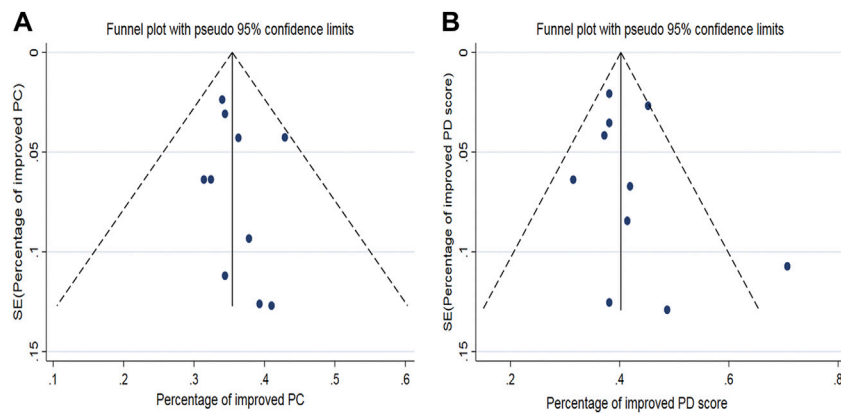 A
Funnel plot with pseudo 95% confidence limits
SE(Percentage of improved PC)
0
.05
.1
.15
.1 .2 .3 .4 .5 .6
Percentage of improved PC
B
Funnel plot with pseudo 95% confidence limits
SE(Percentage of improved PD score)
0
.05
.1
.15
.2 .4 .6 .8
Percentage of improved PD score